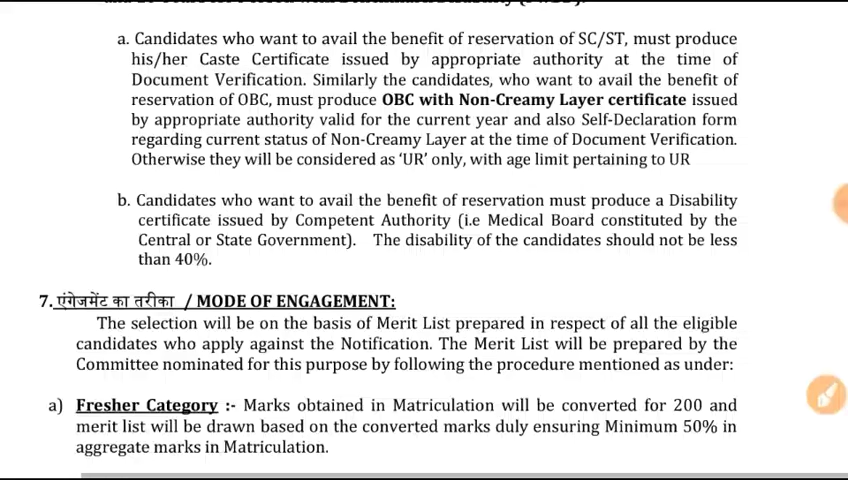 a. Candidates who want to avail the benefit of reservation of SC/ST, must produce
his/her Caste Certificate issued by appropriate authority at the time of
Document Verification. Similarly the candidates, who want to avail the benefit of
reservation of OBC, must produce OBC with Non-Creamy Layer certificate issued
by appropriate authority valid for the current year and also Self-Declaration form
regarding current status of Non-Creamy Layer at the time of Document Verification.
Otherwise they will be considered as ‘UR’ only, with age limit pertaining to UR
b. Candidates who want to avail the benefit of reservation must produce a Disability
certificate issued by Competent Authority (i.e Medical Board constituted by the
Central or State Government). The disability of the candidates should not be less
than 40%.
7. एंगेजमेंट का तरीका / MODE OF ENGAGEMENT:
The selection will be on the basis of Merit List prepared in respect of all the eligible
candidates who apply against the Notification. The Merit List will be prepared by the
Committee nominated for this purpose by following the procedure mentioned as under:
a) Fresher Category :- Marks obtained in Matriculation will be converted for 200 and
merit list will be drawn based on the converted marks duly ensuring Minimum 50% in
aggregate marks in Matriculation.